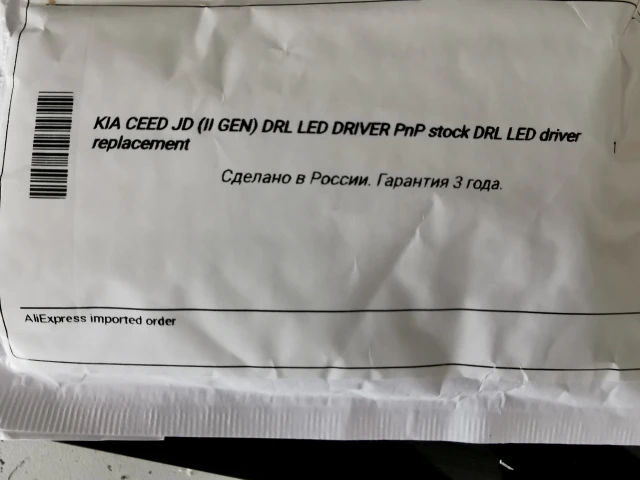 KIA CEED JD (II GEN) DRL LED DRIVER PnP stock DRL LED driver
replacement
Сделано в России. Гарантия 3 года.
AliExpress imported order